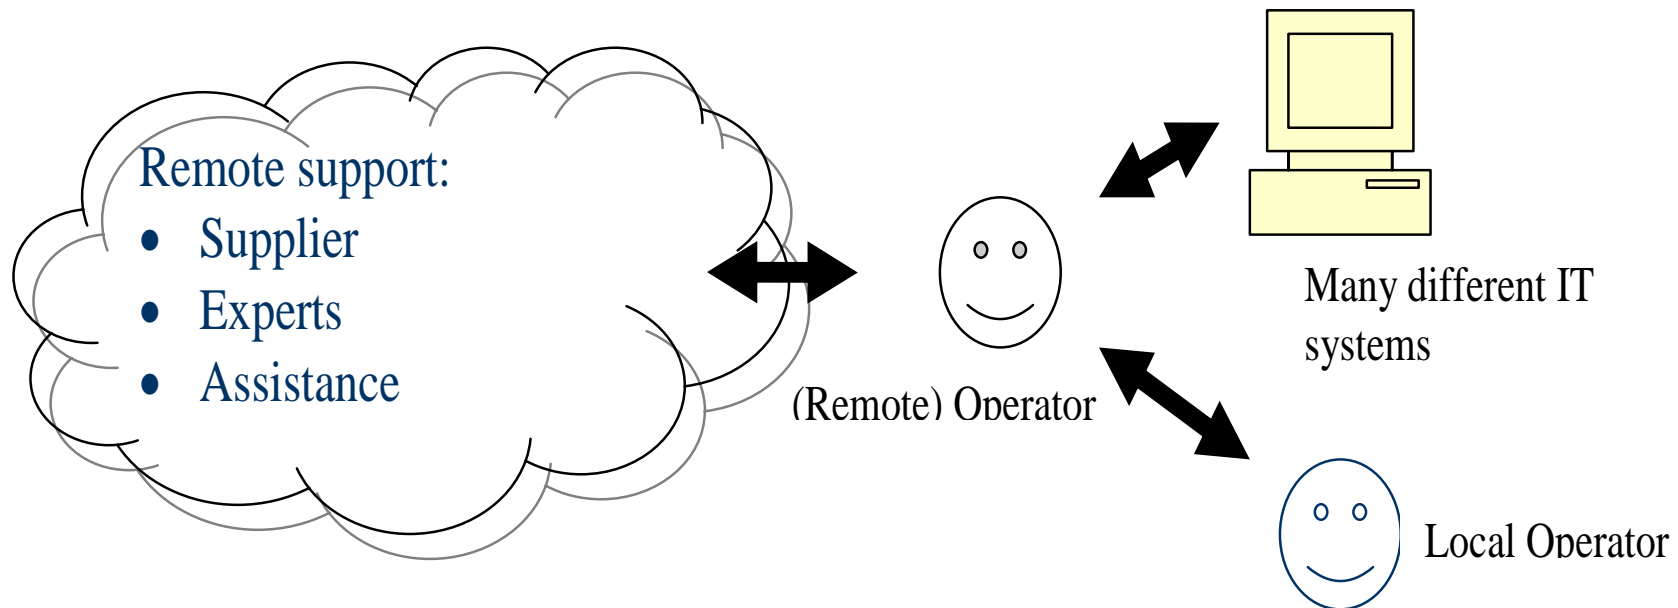 Remote support:
• Supplier
• Experts
• Assistance
(Remote) Operator
Many different IT
systems
Local Operator